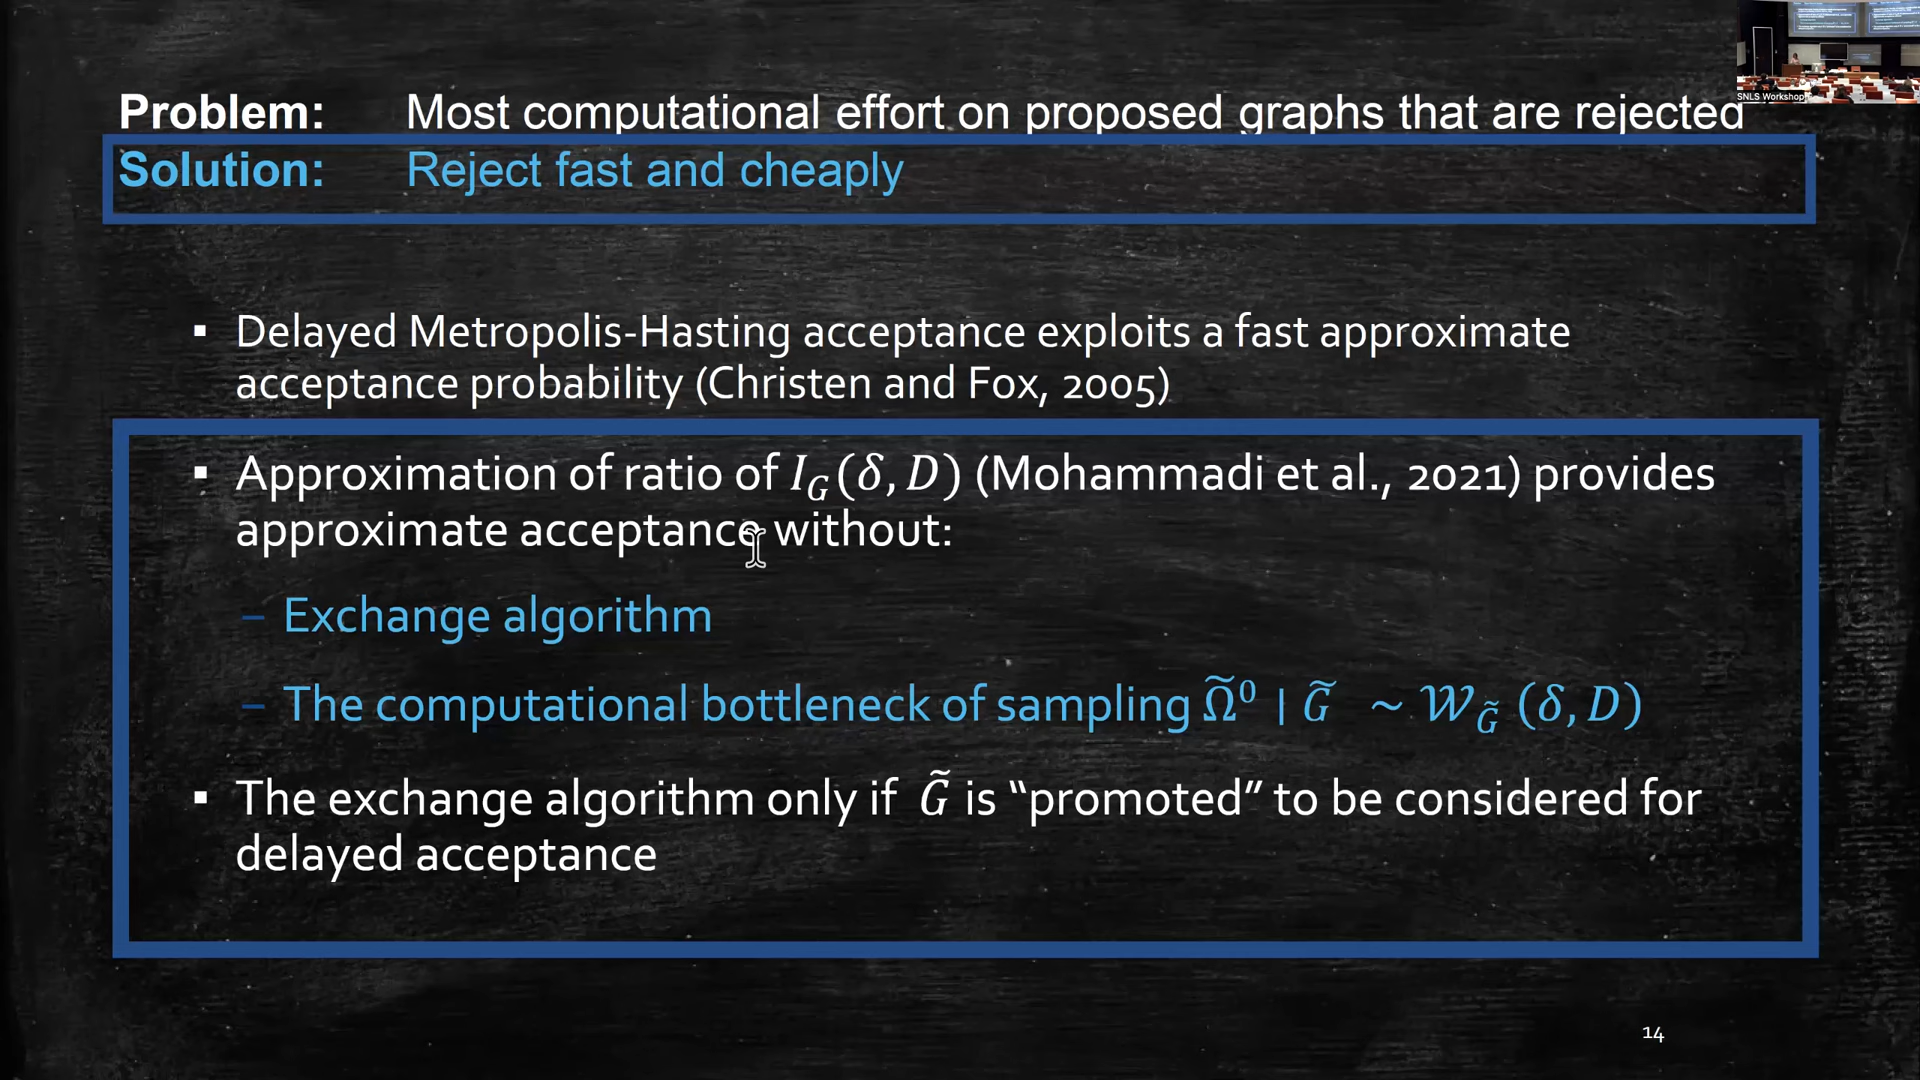 SNLS Workshop
Problem: Most computational effort on proposed graphs that are rejected
Solution: Reject fast and cheaply
▪ Delayed Metropolis-Hasting acceptance exploits a fast approximate
acceptance probability (Christen and Fox, 2005)
▪ Approximation of ratio of I_G(δ, D) (Mohammadi et al., 2021) provides
approximate acceptance without:
– Exchange algorithm
– The computational bottleneck of sampling Ω̃⁰ | G̃ ~ 𝒲_G̃ (δ, D)
▪ The exchange algorithm only if G̃ is “promoted” to be considered for
delayed acceptance
14